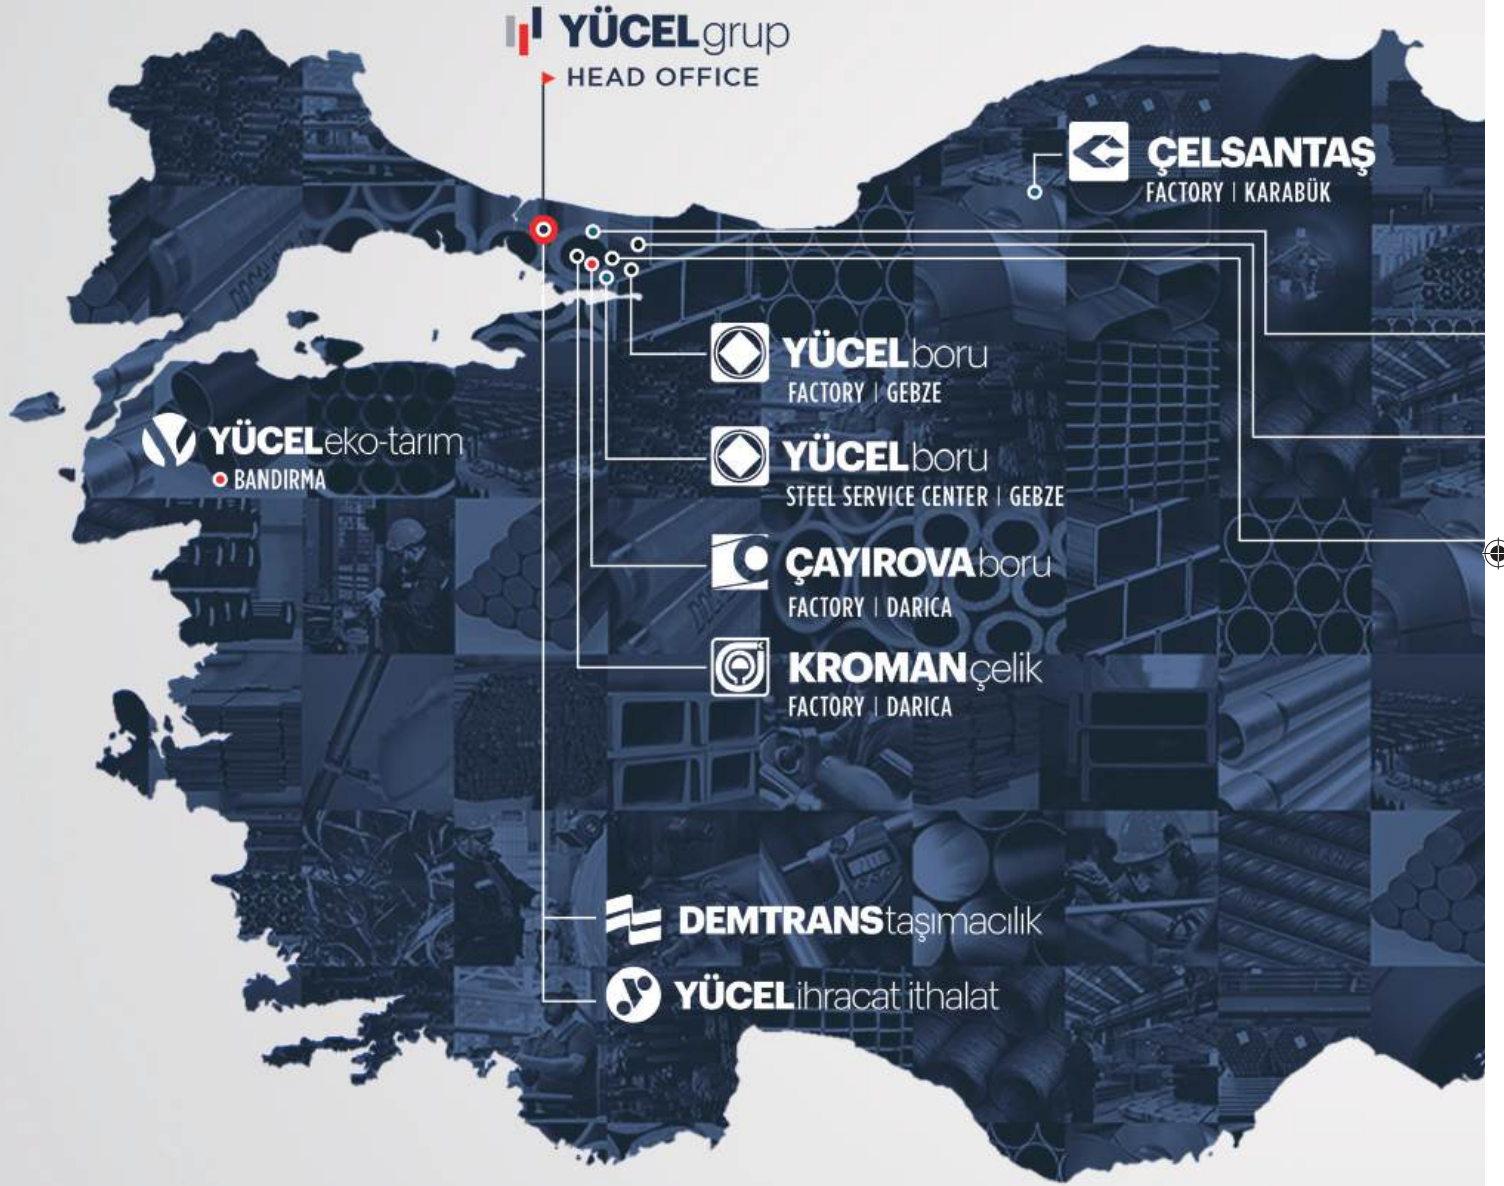 YÜCELgrup
HEAD OFFICE
ÇELSANTAŞ
FACTORY | KARABÜK
YÜCELboru
FACTORY | GEBZE
YÜCELeko-tarım
BANDIRMA
YÜCELboru
STEEL SERVICE CENTER | GEBZE
ÇAYIROVAboru
FACTORY | DARICA
KROMANçelik
FACTORY | DARICA
DEMTRANStaşımacılık
YÜCELihracat ithalat